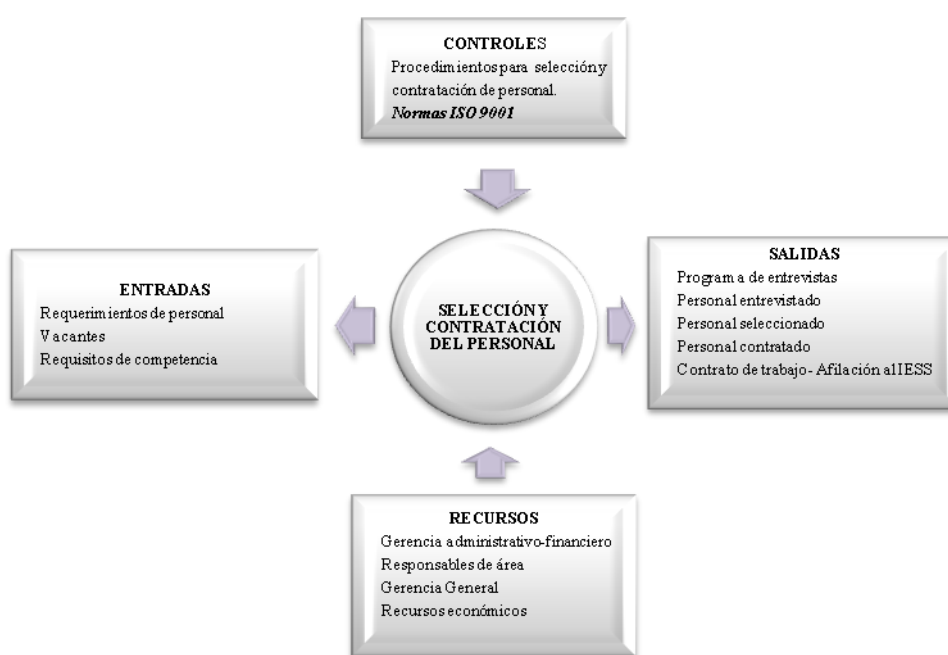 CONTROLES
Procedimientos para selección y
contratación de personal.
Normas ISO 9001
ENTRADAS
Requerimientos de personal
Vacantes
Requisitos de competencia
SELECCIÓN Y
CONTRATACIÓN
DEL PERSONAL
SALIDAS
Programa de entrevistas
Personal entrevistado
Personal seleccionado
Personal contratado
Contrato de trabajo- Afilación al IESS
RECURSOS
Gerencia administrativo-financiero
Responsables de área
Gerencia General
Recursos económicos